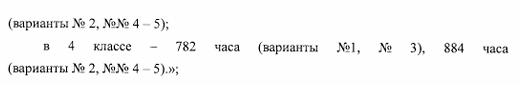 (варианты № 2, №№ 4 – 5);
в 4 классе – 782 часа (варианты №1, № 3), 884 часа
(варианты № 2, №№ 4 – 5).»;